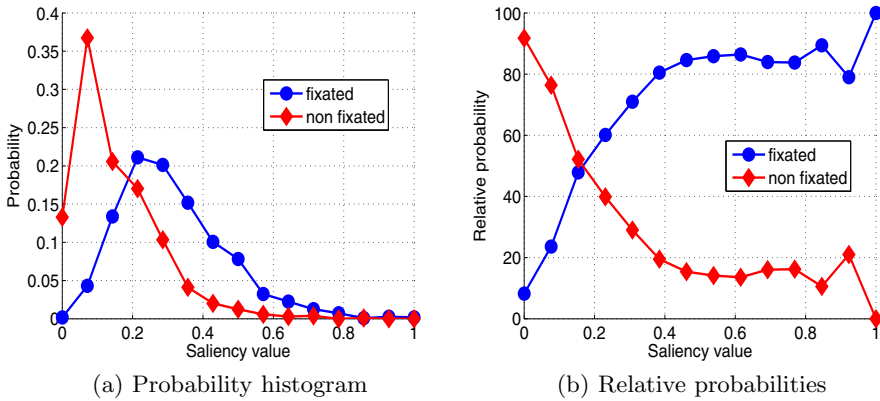 0.4
0.35
0.3
0.25
0.2
0.15
0.1
0.05
0
Probability
fixated
non fixated
0 0.2 0.4 0.6 0.8 1
Saliency value
(a) Probability histogram
100
80
60
40
20
0
Relative probability
fixated
non fixated
0 0.2 0.4 0.6 0.8 1
Saliency value
(b) Relative probabilities